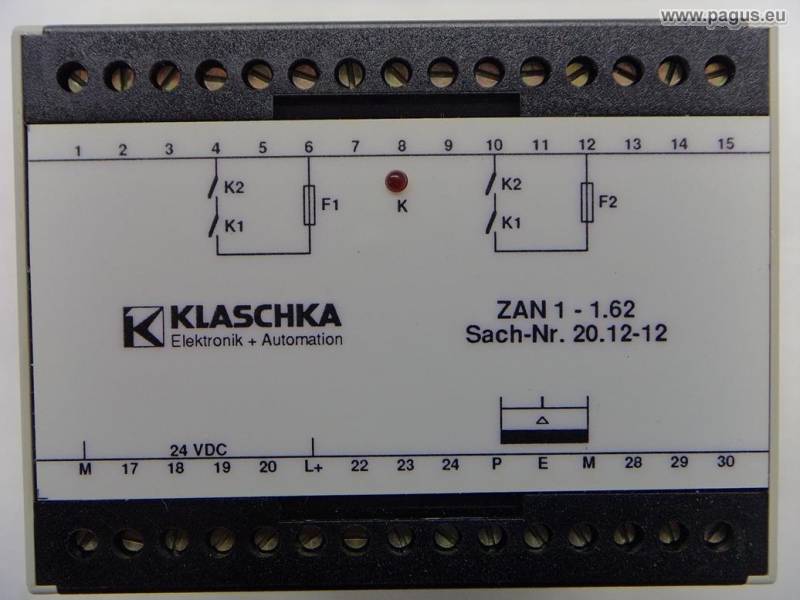 www.pagus.eu
1 2 3 4 5 6 7 8 9 10 11 12 13 14 15
K2 F1 K K2 F2
K1 K1
KLASCHKA
Elektronik + Automation
ZAN 1 - 1.62
Sach-Nr. 20.12-12
24 VDC
M 17 18 19 20 L+ 22 23 24 P E M 28 29 30